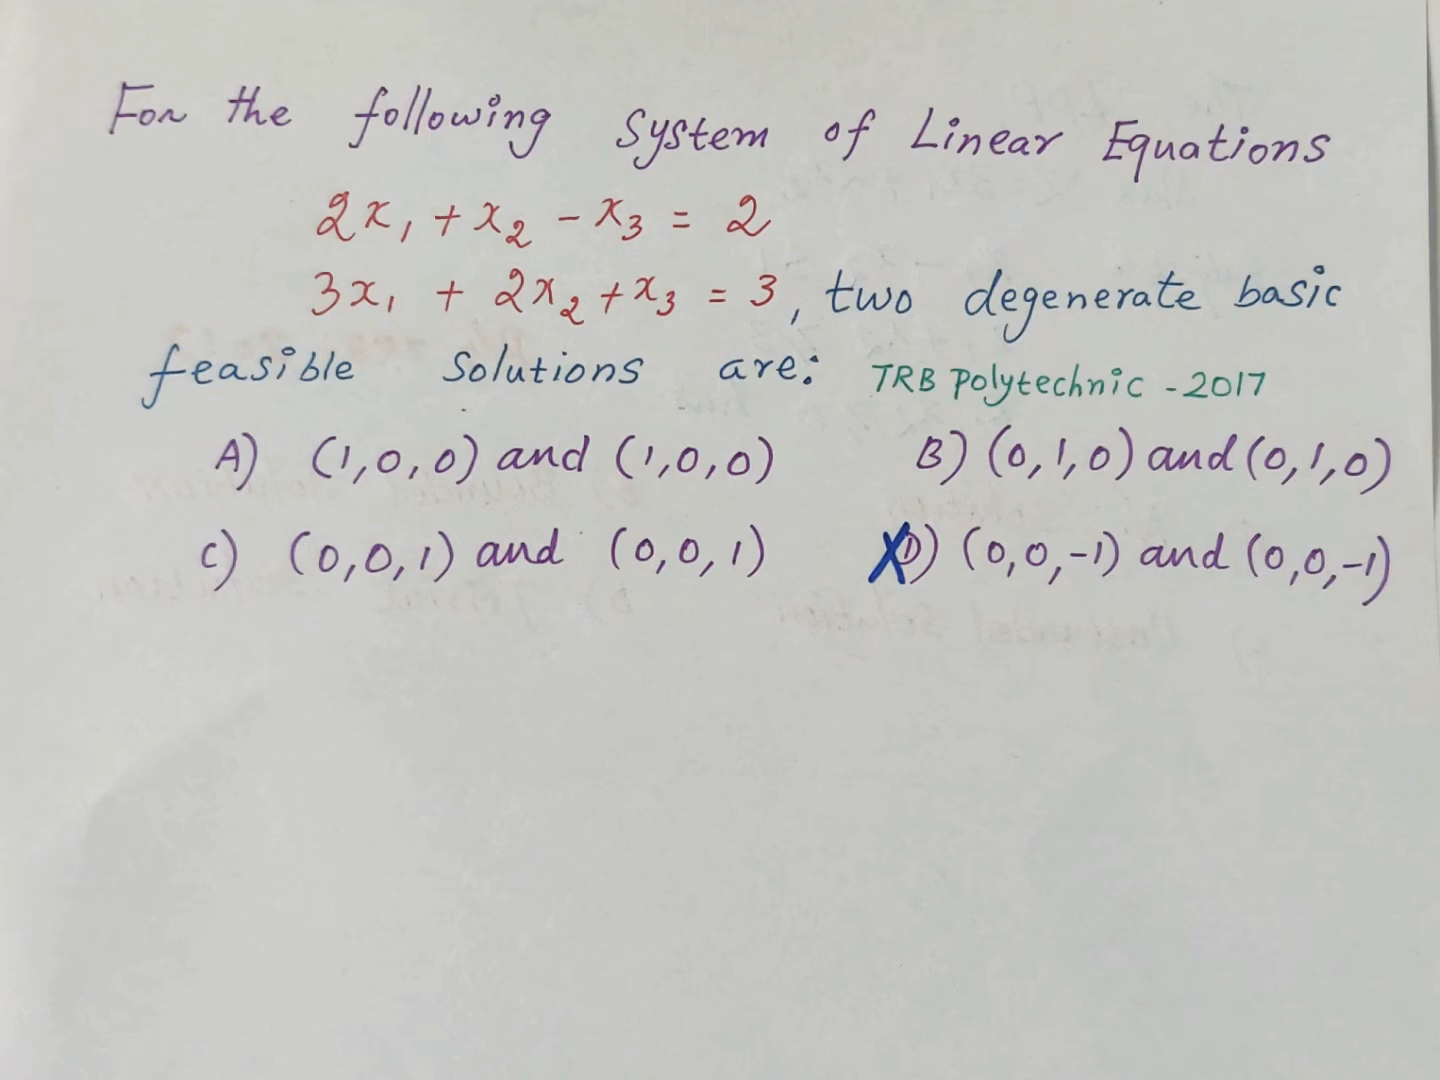 For the following System of Linear Equations
2x₁ + x₂ - x₃ = 2
3x₁ + 2x₂ + x₃ = 3, two degenerate basic
feasible Solutions are: TRB Polytechnic - 2017
A) (1,0,0) and (1,0,0) B) (0,1,0) and (0,1,0)
C) (0,0,1) and (0,0,1) D) (0,0,-1) and (0,0,-1)